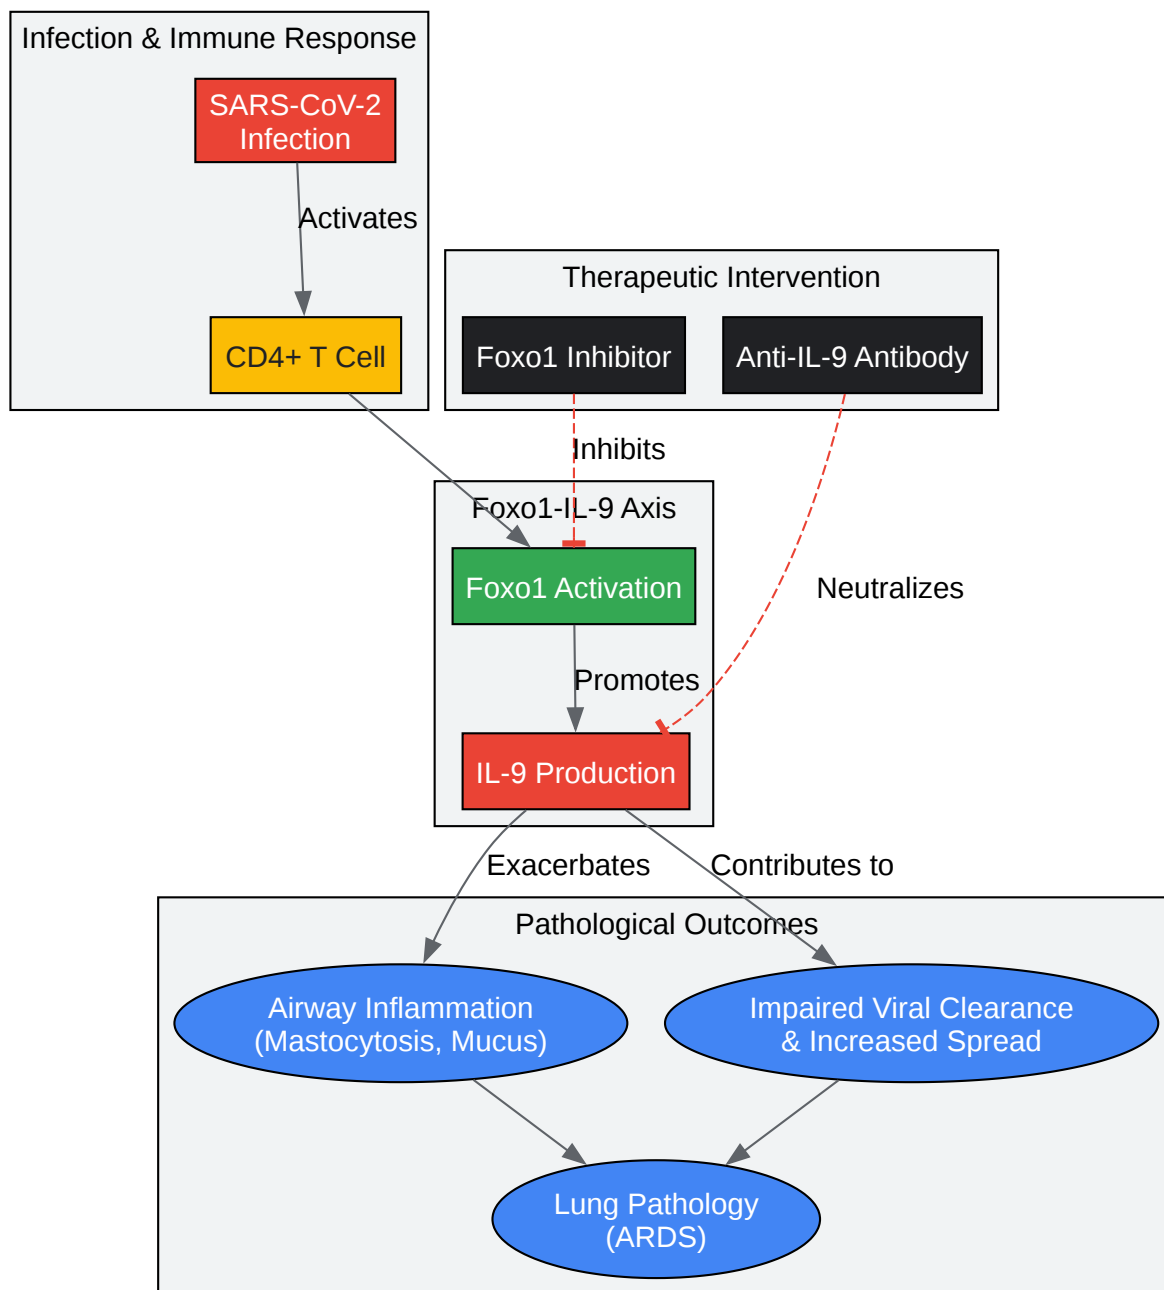 Infection & Immune Response
SARS-CoV-2
Infection
Activates
Therapeutic Intervention
CD4+ T Cell
Foxo1 Inhibitor
Anti-IL-9 Antibody
Inhibits
Foxo1-IL-9 Axis
Foxo1 Activation
Neutralizes
Promotes
IL-9 Production
Exacerbates
Contributes to
Pathological Outcomes
Airway Inflammation
(Mastocytosis, Mucus)
Impaired Viral Clearance
& Increased Spread
Lung Pathology
(ARDS)